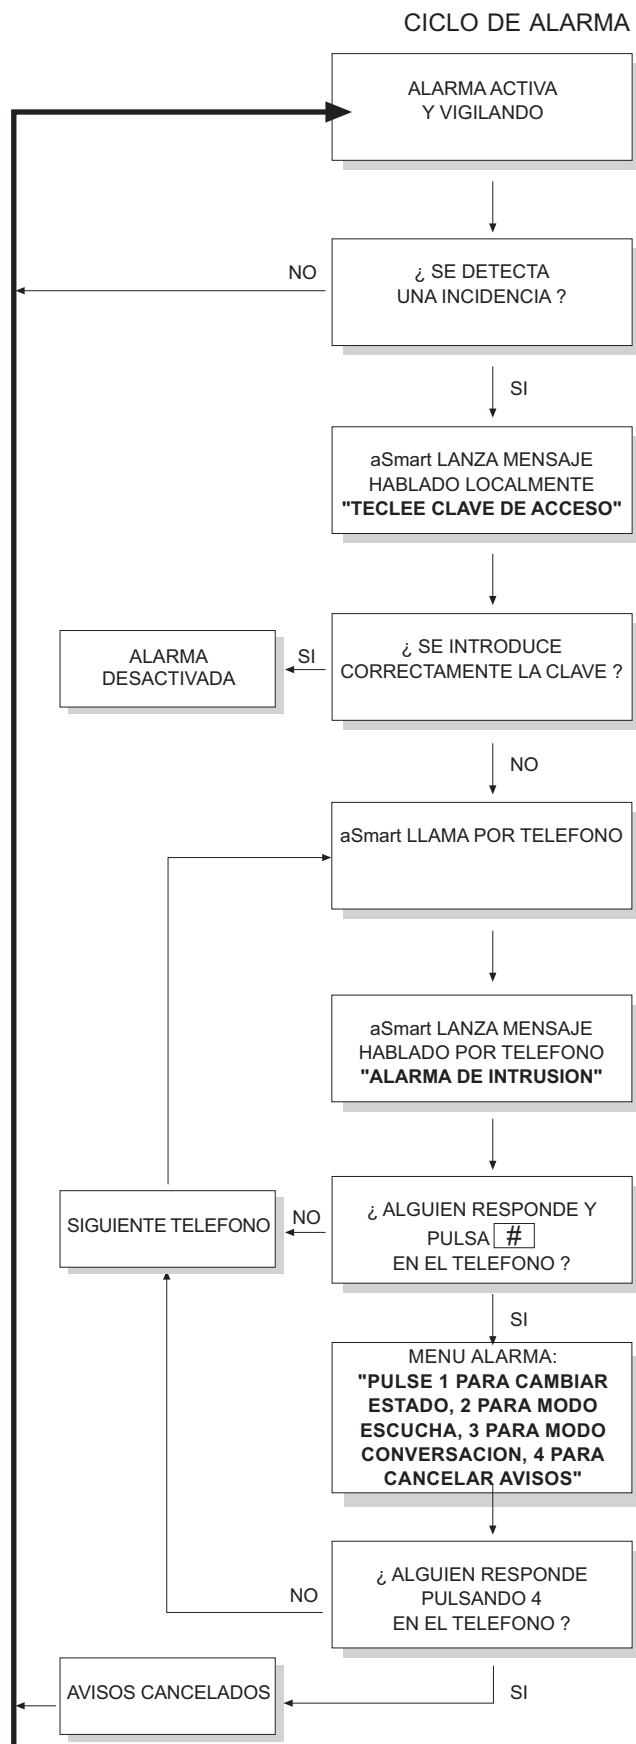 CICLO DE ALARMA
ALARMA ACTIVA
Y VIGILANDO
NO
¿ SE DETECTA
UNA INCIDENCIA ?
SI
aSmart LANZA MENSAJE
HABLADO LOCALMENTE
"TECLEE CLAVE DE ACCESO"
ALARMA
DESACTIVADA
SI
¿ SE INTRODUCE
CORRECTAMENTE LA CLAVE ?
NO
aSmart LLAMA POR TELEFONO
aSmart LANZA MENSAJE
HABLADO POR TELEFONO
"ALARMA DE INTRUSION"
SIGUIENTE TELEFONO
NO
¿ ALGUIEN RESPONDE Y
PULSA #
EN EL TELEFONO ?
SI
MENU ALARMA:
"PULSE 1 PARA CAMBIAR
ESTADO, 2 PARA MODO
ESCUCHA, 3 PARA MODO
CONVERSACION, 4 PARA
CANCELAR AVISOS"
NO
¿ ALGUIEN RESPONDE
PULSANDO 4
EN EL TELEFONO ?
AVISOS CANCELADOS
SI